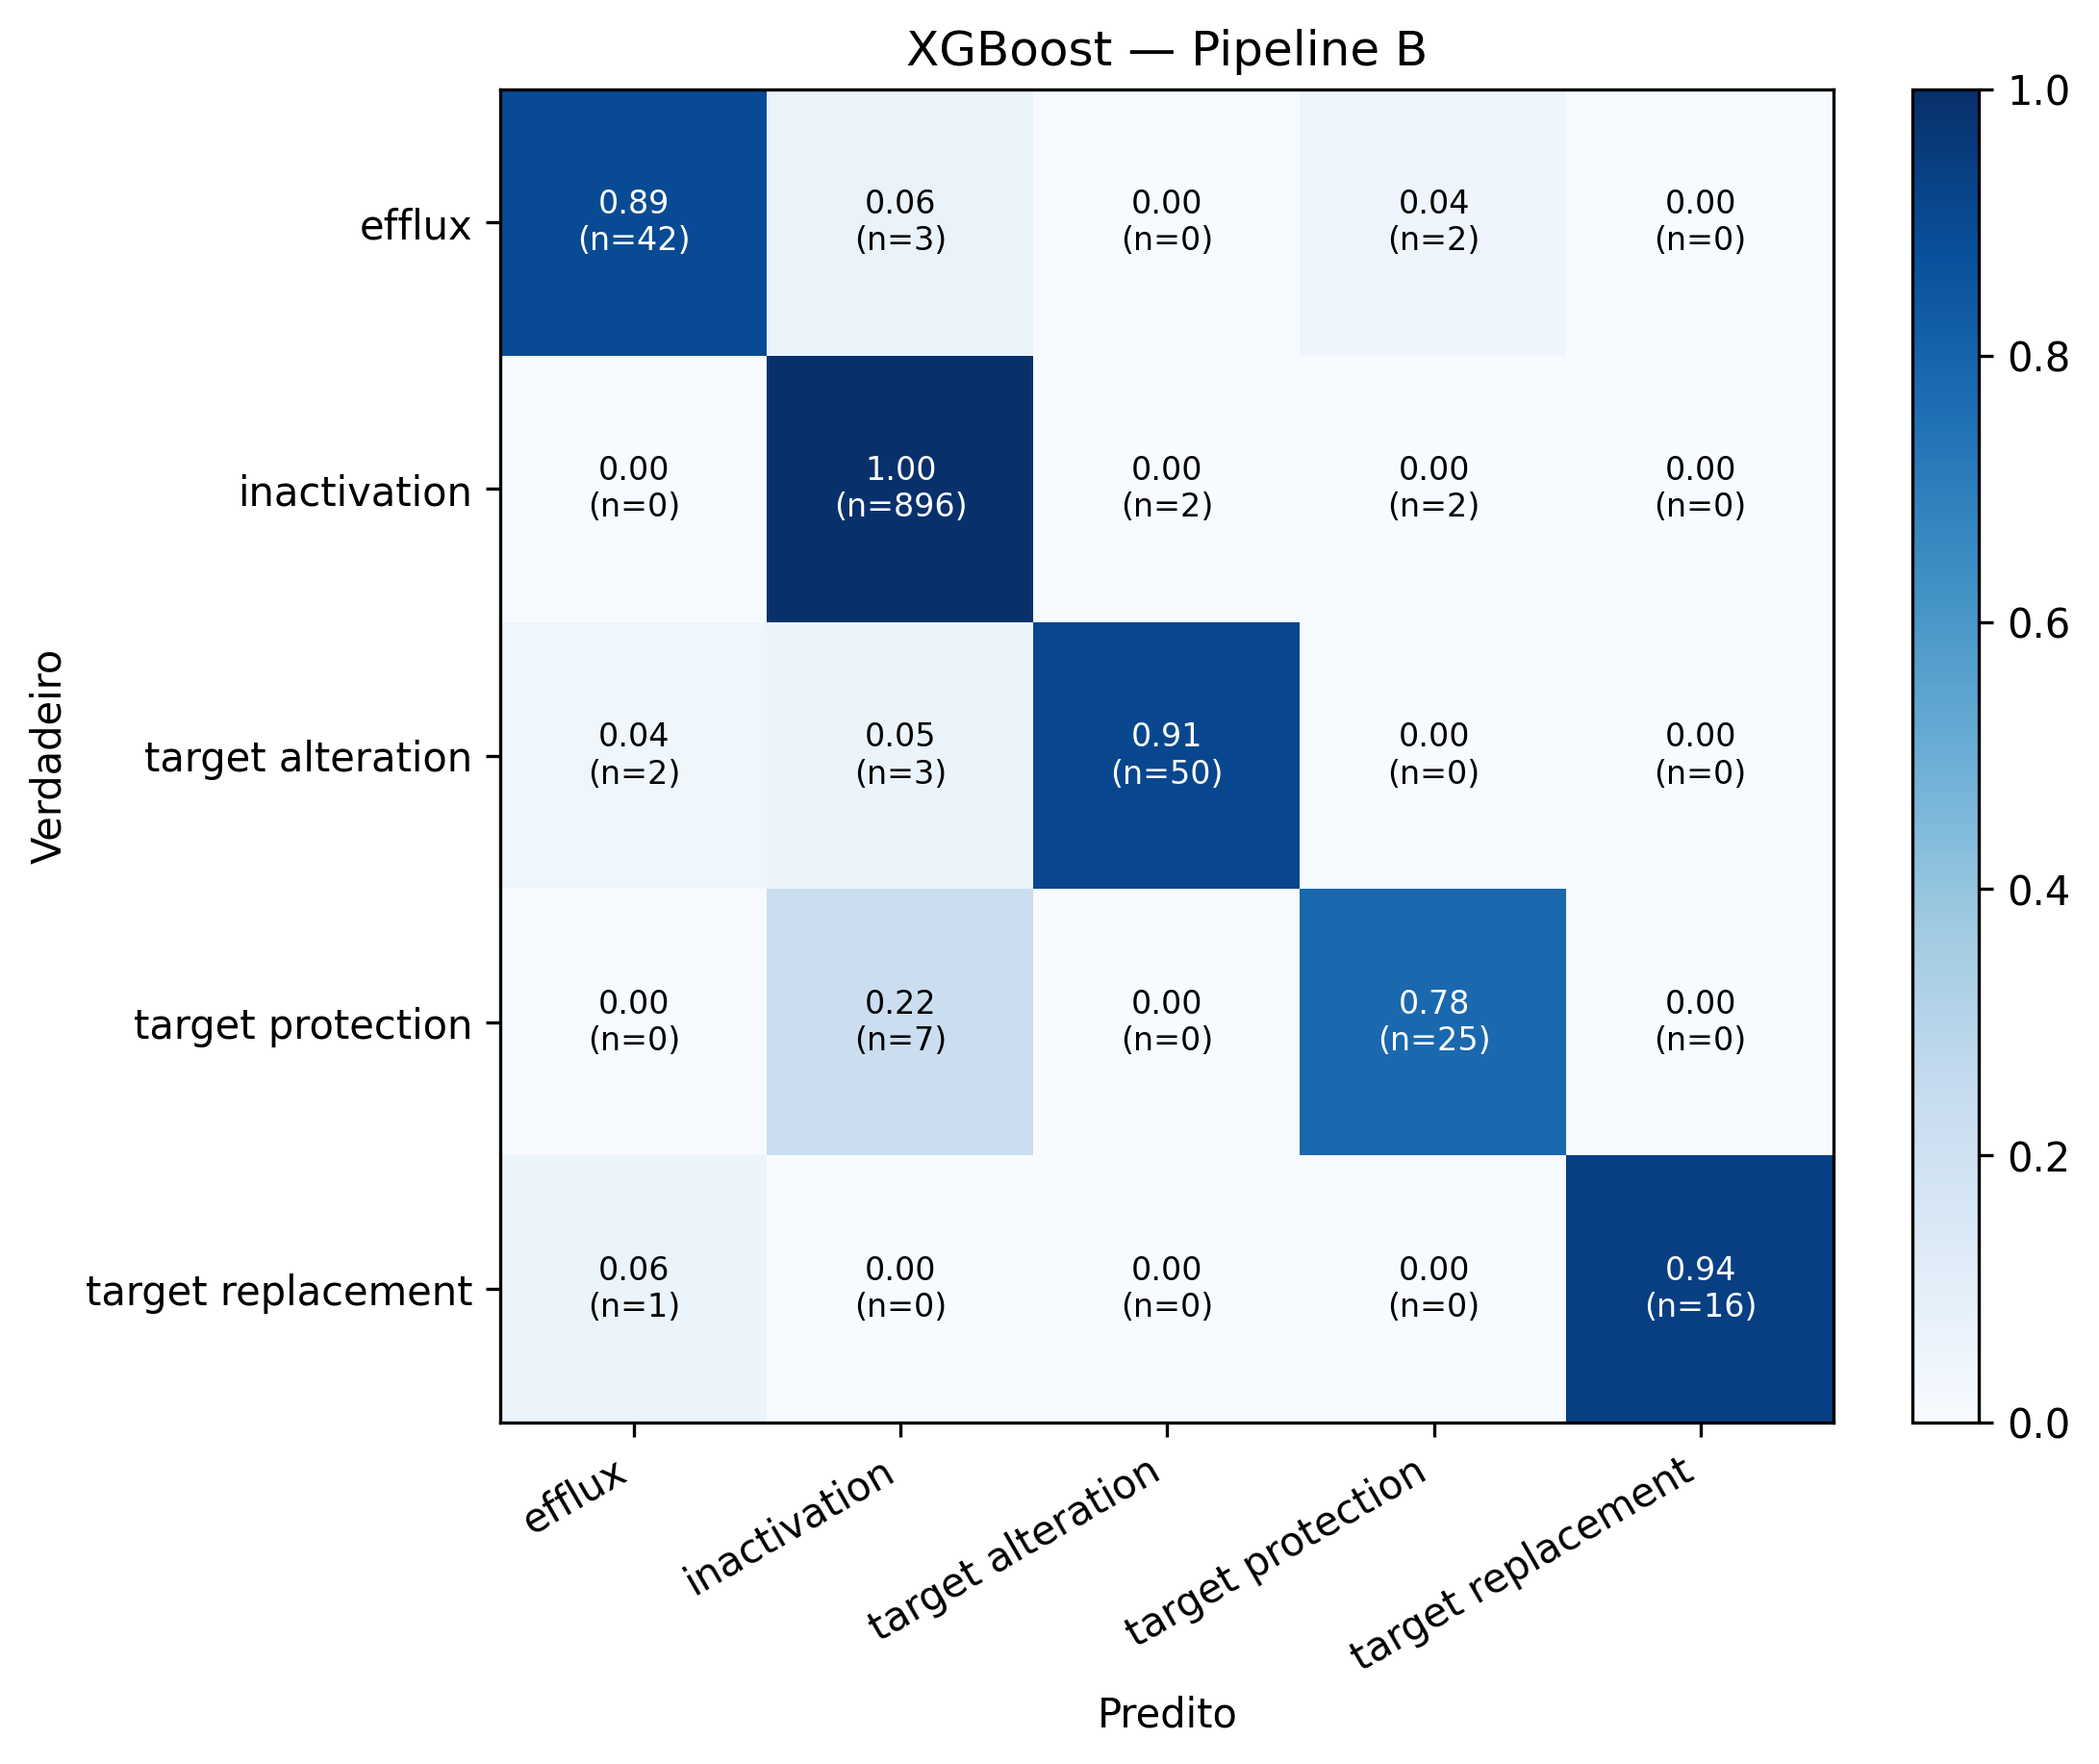 XGBoost — Pipeline B
efflux
0.89
(n=42)
0.06
(n=3)
0.00
(n=0)
0.04
(n=2)
0.00
(n=0)
inactivation
0.00
(n=0)
1.00
(n=896)
0.00
(n=2)
0.00
(n=2)
0.00
(n=0)
target alteration
0.04
(n=2)
0.05
(n=3)
0.91
(n=50)
0.00
(n=0)
0.00
(n=0)
target protection
0.00
(n=0)
0.22
(n=7)
0.00
(n=0)
0.78
(n=25)
0.00
(n=0)
target replacement
0.06
(n=1)
0.00
(n=0)
0.00
(n=0)
0.00
(n=0)
0.94
(n=16)
Verdadeiro
efflux
inactivation
target alteration
target protection
target replacement
Predito
1.0
0.8
0.6
0.4
0.2
0.0